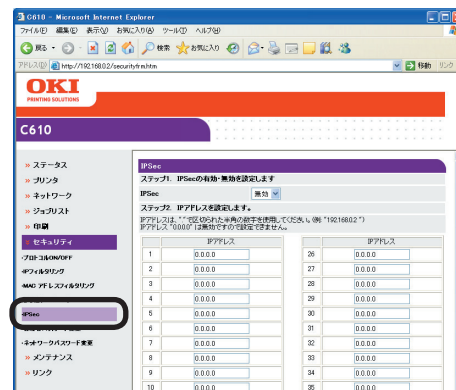 C610 - Microsoft Internet Explorer
ファイル(F) 編集(E) 表示(V) お気に入り(A) ツール(T) ヘルプ(H)
戻る 検索 お気に入り
アドレス(D) http://192.168.0.2/securityfrm.htm 移動 リンク
OKI
PRINTING SOLUTIONS
C610
» ステータス
» プリンタ
» ネットワーク
» ジョブリスト
» 印刷
» セキュリティ
・プロトコルON/OFF
・IPフィルタリング
・MAC アドレスフィルタリング
・IPSec
・ネットワークパスワード変更
» メンテナンス
» リンク
IPSec
ステップ1. IPSecの有効・無効を設定します
IPSec 無効
ステップ2. IPアドレスを設定します。
IPアドレスは、"."で区切られた半角の数字を使用してください。(例 "192.168.0.2")
IPアドレス "0.0.0.0" は無効ですので設定できません。
IPアドレス IPアドレス
1 0.0.0.0 26 0.0.0.0
2 0.0.0.0 27 0.0.0.0
3 0.0.0.0 28 0.0.0.0
4 0.0.0.0 29 0.0.0.0
5 0.0.0.0 30 0.0.0.0
6 0.0.0.0 31 0.0.0.0
7 0.0.0.0 32 0.0.0.0
8 0.0.0.0 33 0.0.0.0
9 0.0.0.0 34 0.0.0.0
10 0.0.0.0 35 0.0.0.0